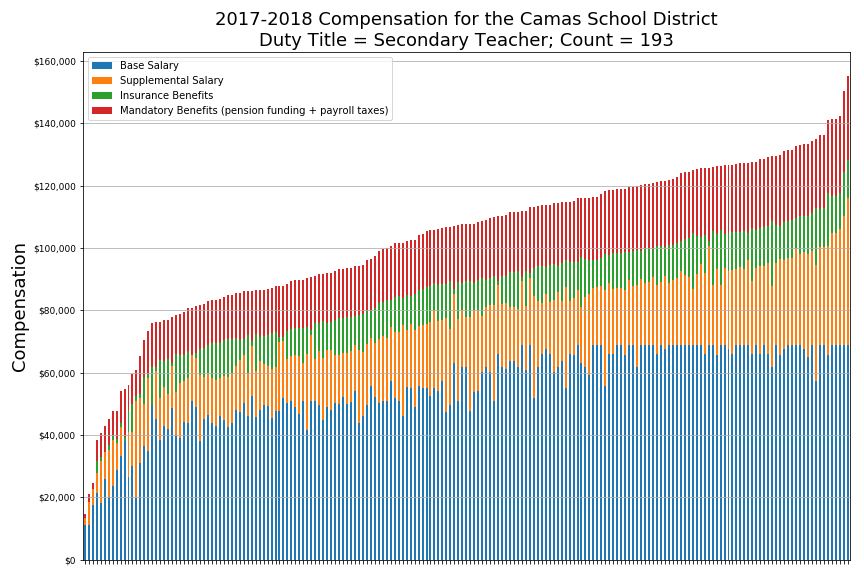 2017-2018 Compensation for the Camas School District
Duty Title = Secondary Teacher; Count = 193
Base Salary
Supplemental Salary
Insurance Benefits
Mandatory Benefits (pension funding + payroll taxes)
Compensation
$160,000
$140,000
$120,000
$100,000
$80,000
$60,000
$40,000
$20,000
$0